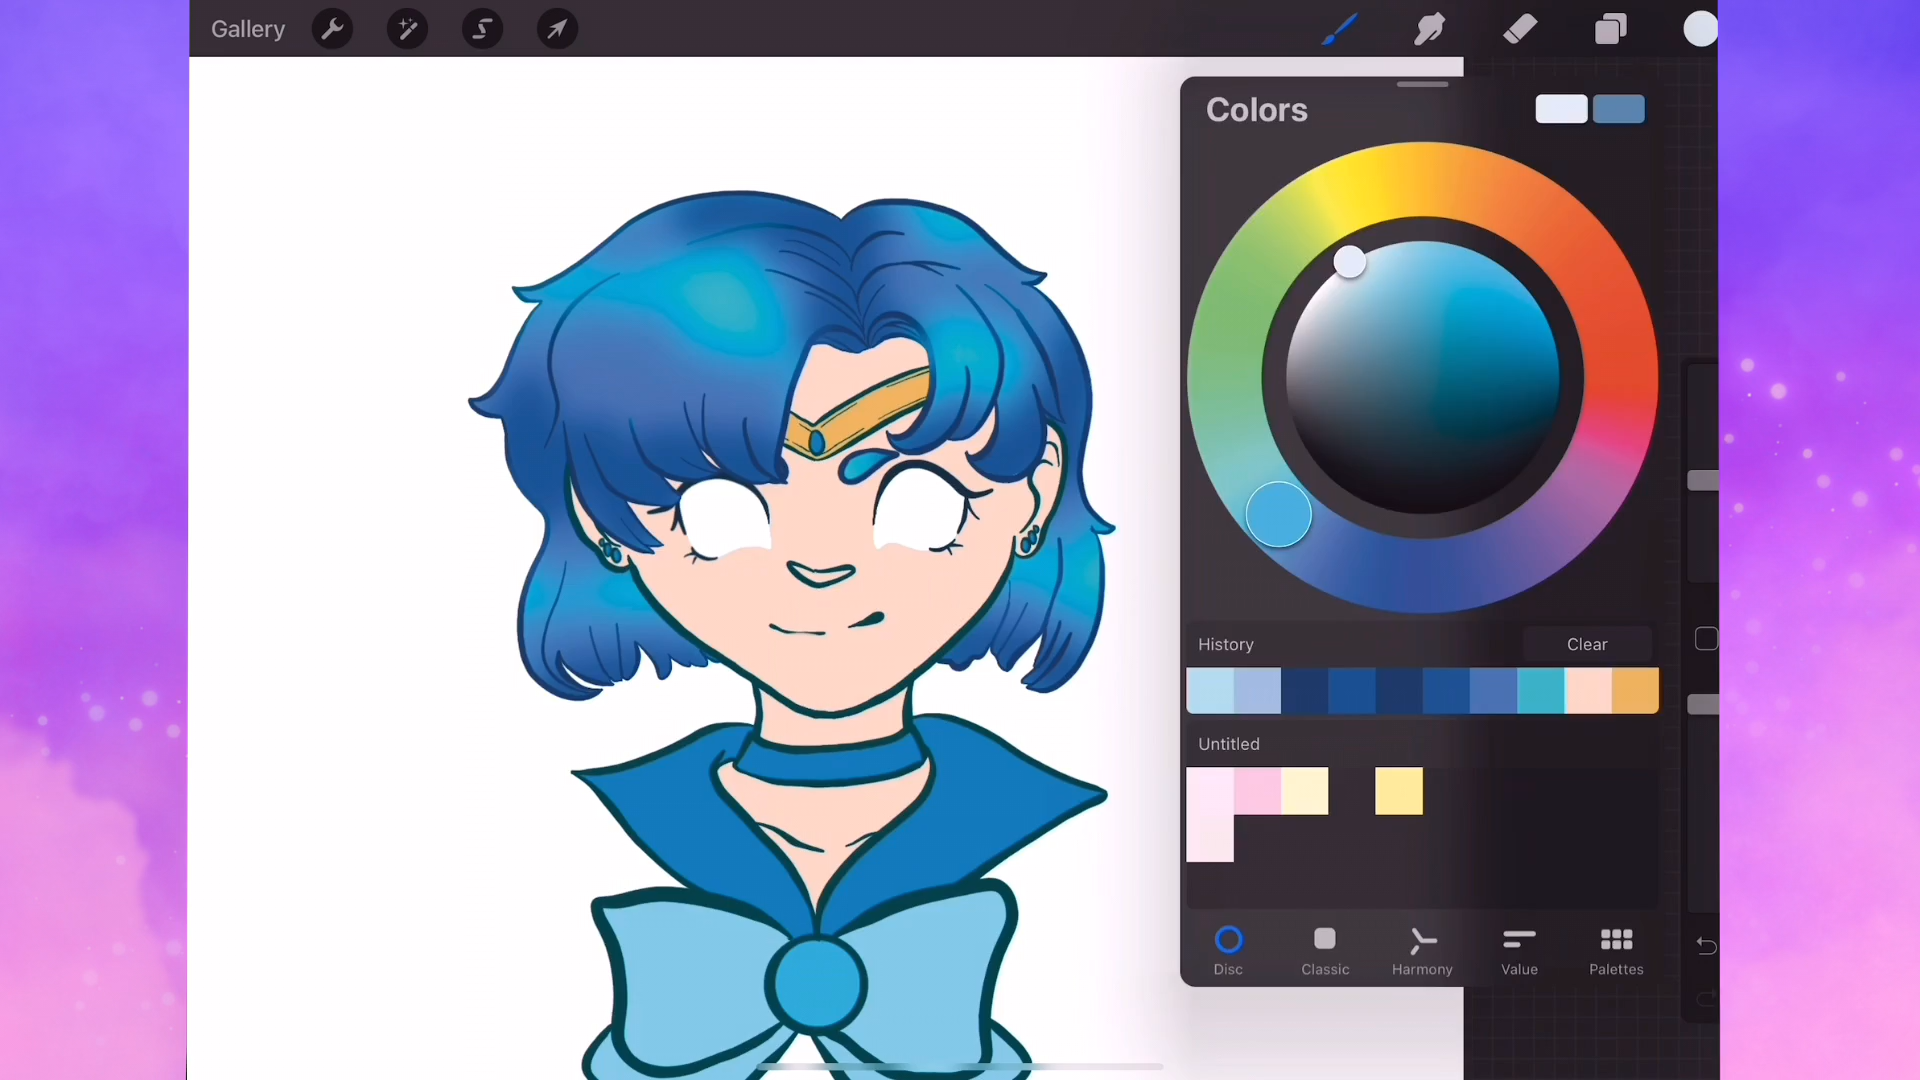 Gallery
Colors
History
Clear
Untitled
Disc
Classic
Harmony
Value
Palettes